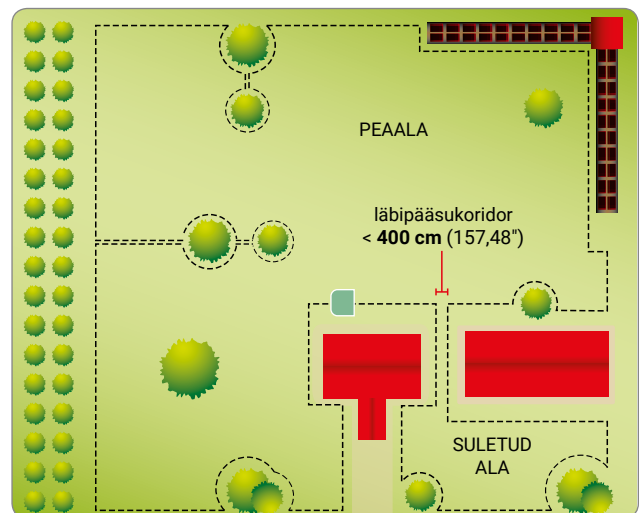 PEAALA
läbipääsukoridor
< 400 cm (157,48")
SULETUD
ALA